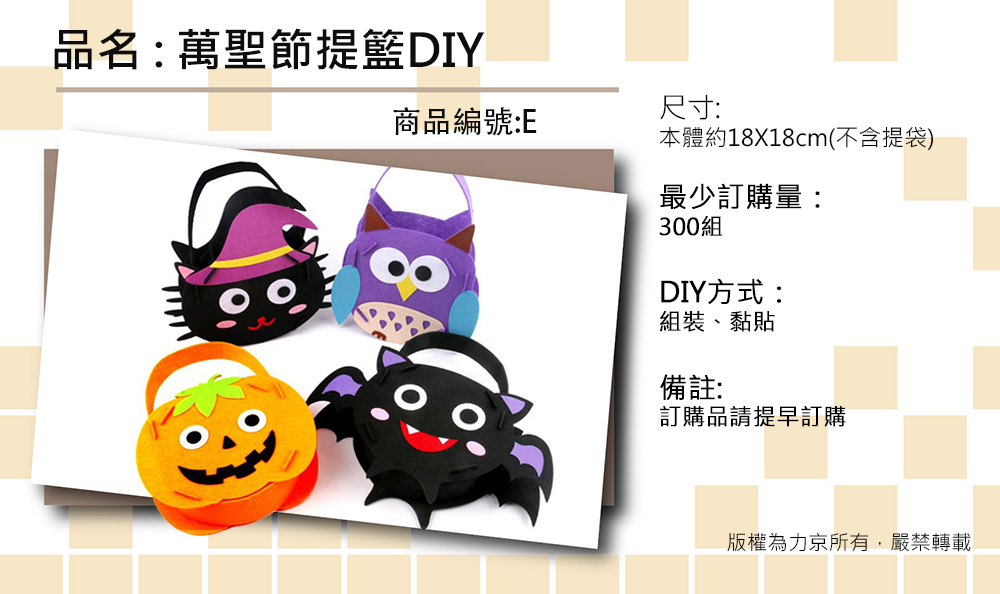 品名 : 萬聖節提籃DIY
商品編號:E
尺寸:
本體約18X18cm(不含提袋)
最少訂購量：
300組
DIY方式：
組裝、黏貼
備註:
訂購品請提早訂購
版權為力京所有，嚴禁轉載